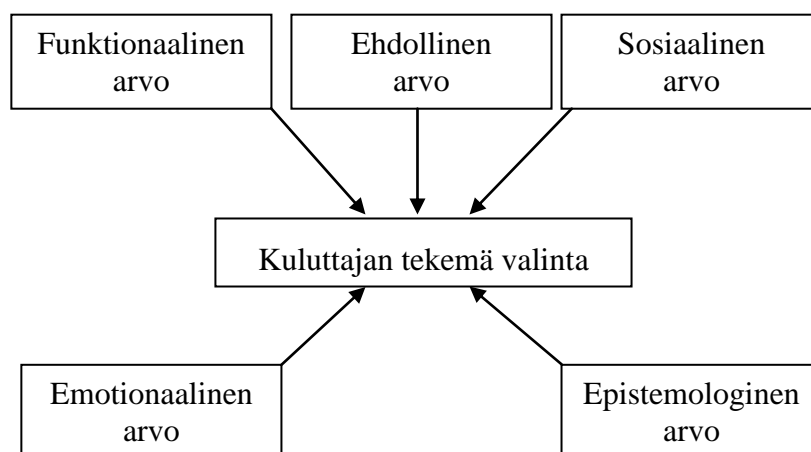 Funktionaalinen
arvo
Ehdollinen
arvo
Sosiaalinen
arvo
Kuluttajan tekemä valinta
Emotionaalinen
arvo
Epistemologinen
arvo